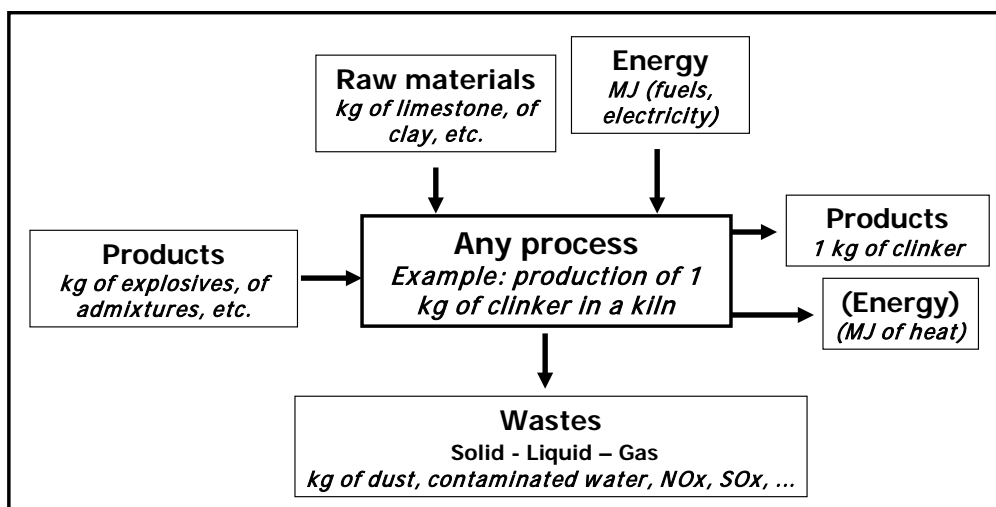 Raw materials
kg of limestone, of
clay, etc.
Energy
MJ (fuels,
electricity)
Products
kg of explosives, of
admixtures, etc.
Any process
Example: production of 1
kg of clinker in a kiln
Products
1 kg of clinker
(Energy)
(MJ of heat)
Wastes
Solid - Liquid – Gas
kg of dust, contaminated water, NOx, SOx, ...